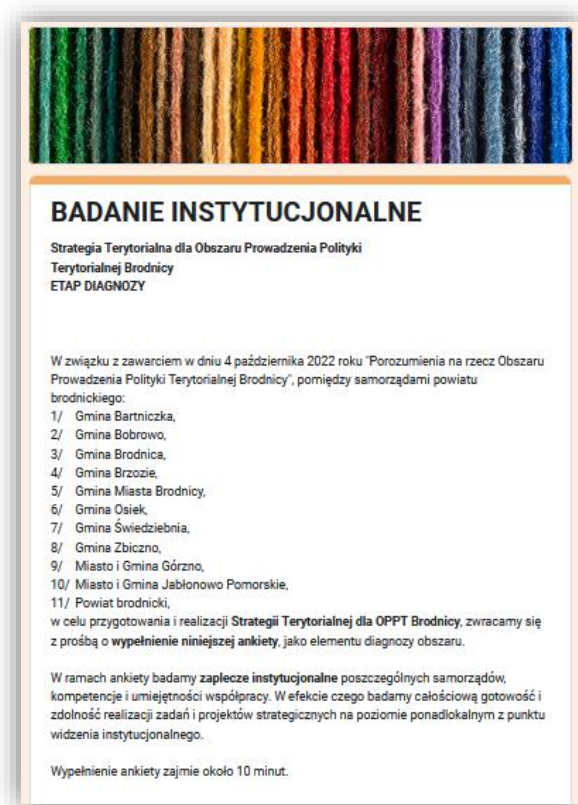 BADANIE INSTYTUCJONALNE
Strategia Terytorialna dla Obszaru Prowadzenia Polityki
Terytorialnej Brodnicy
ETAP DIAGNOZY
W związku z zawarciem w dniu 4 października 2022 roku "Porozumienia na rzecz Obszaru
Prowadzenia Polityki Terytorialnej Brodnicy", pomiędzy samorządami powiatu
brodnickiego:
1/ Gmina Bartniczka,
2/ Gmina Bobrowo,
3/ Gmina Brodnica,
4/ Gmina Brzozie,
5/ Gmina Miasta Brodnicy,
6/ Gmina Osiek,
7/ Gmina Świedziebnia,
8/ Gmina Zbiczno,
9/ Miasto i Gmina Górzno,
10/ Miasto i Gmina Jabłonowo Pomorskie,
11/ Powiat brodnicki,
w celu przygotowania i realizacji Strategii Terytorialnej dla OPPT Brodnicy, zwracamy się
z prośbą o wypełnienie niniejszej ankiety, jako elementu diagnozy obszaru.
W ramach ankiety badamy zaplecze instytucjonalne poszczególnych samorządów,
kompetencje i umiejętności współpracy. W efekcie czego badamy całościową gotowość i
zdolność realizacji zadań i projektów strategicznych na poziomie ponadlokalnym z punktu
widzenia instytucjonalnego.
Wypełnienie ankiety zajmie około 10 minut.